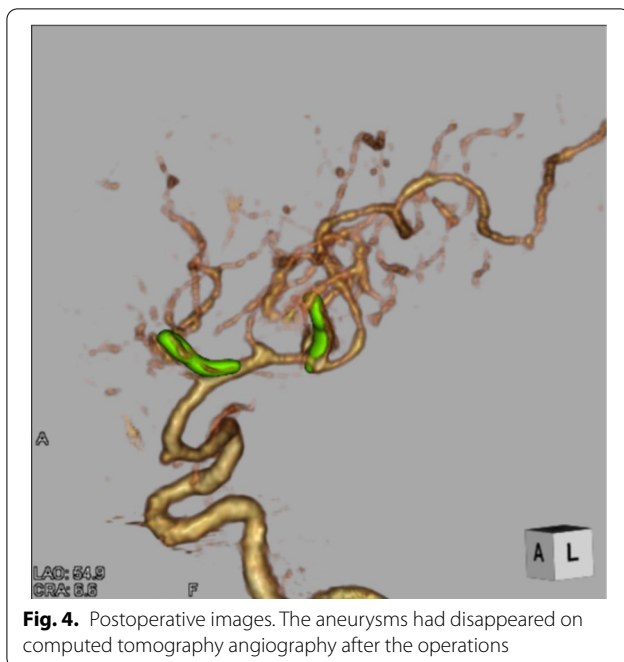 A
LAO: 54.9
CRA: 6.6
F
A L
Fig. 4. Postoperative images. The aneurysms had disappeared on
computed tomography angiography after the operations